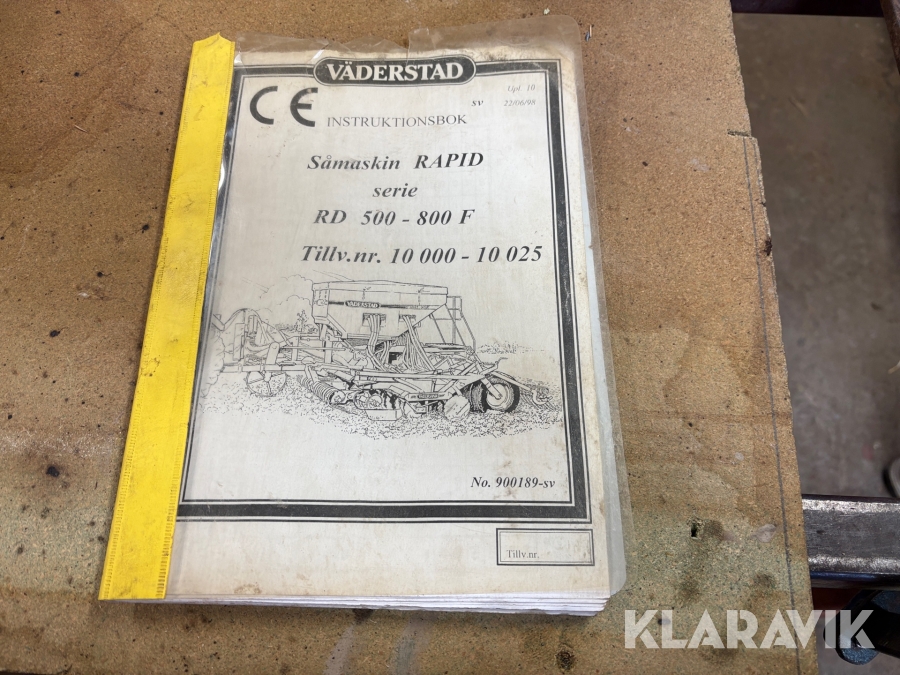 VÄDERSTAD
Upl. 10
sv 22/06/98
CE
INSTRUKTIONSBOK
Såmaskin RAPID
serie
RD 500 - 800 F
Tillv.nr. 10 000 - 10 025
VÄDERSTAD
VÄDERSTAD
No. 900189-sv
Tillv.nr.
KLARAVIK